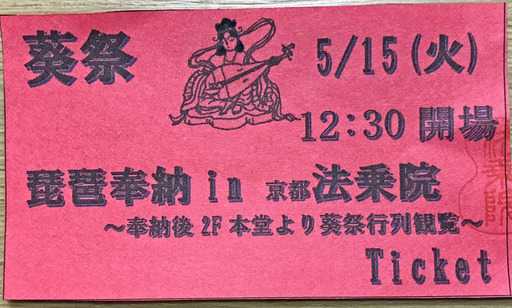 葵祭
5/15(火)
12:30 開場
琵琶奉納 in 京都 法乗院
～奉納後 2F 本堂より葵祭行列観覧～
Ticket